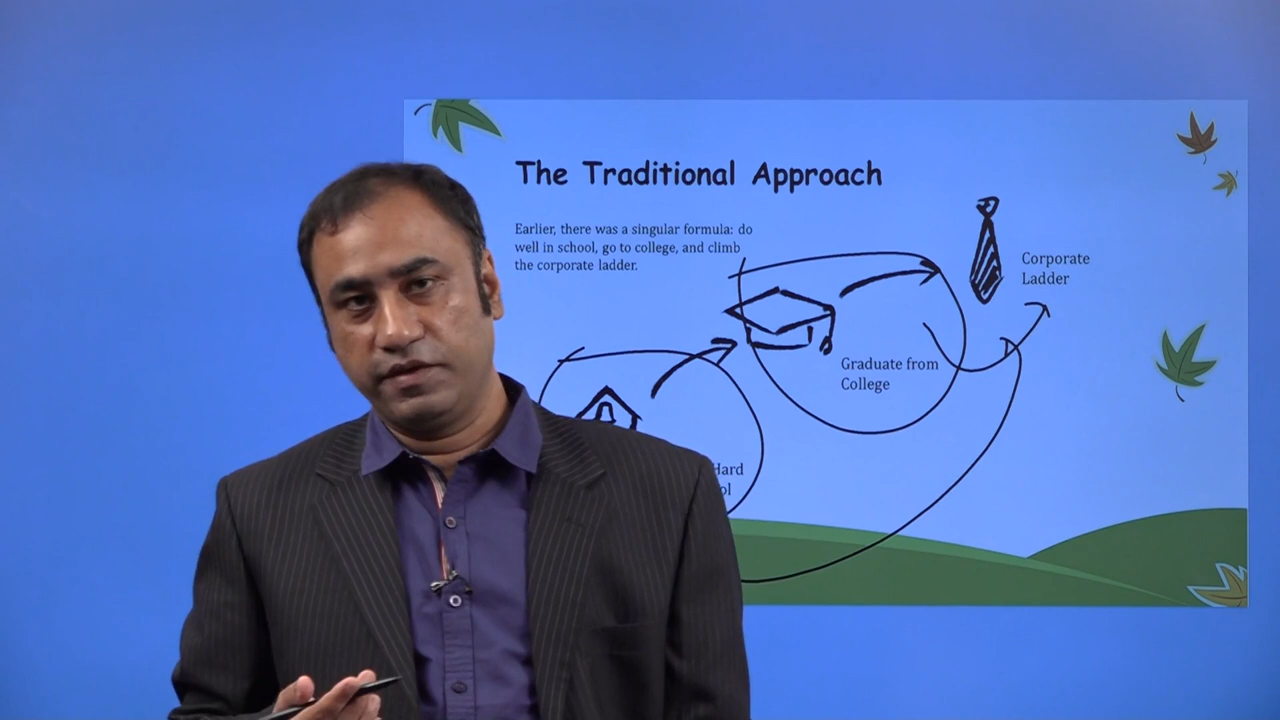 The Traditional Approach
Earlier, there was a singular formula: do
well in school, go to college, and climb
the corporate ladder.
Corporate
Ladder
Graduate from
College
Hard